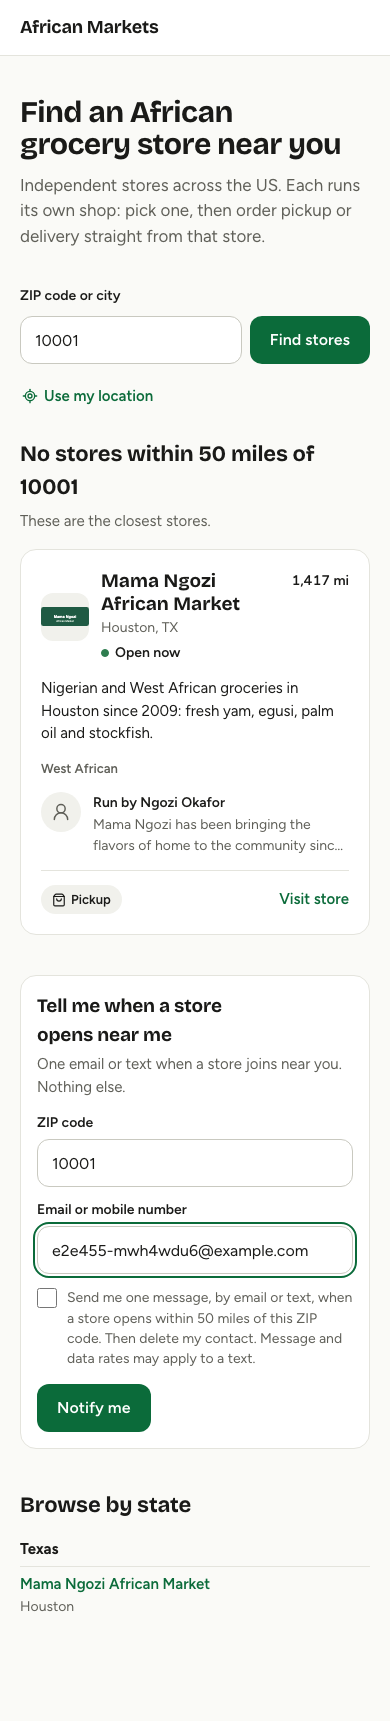 African Markets
Find an African
grocery store near you
Independent stores across the US. Each runs
its own shop: pick one, then order pickup or
delivery straight from that store.
ZIP code or city
10001
Find stores
Use my location
No stores within 50 miles of
10001
These are the closest stores.
Mama Ngozi
African Market
1,417 mi
Mama Ngozi
African Market
Houston, TX
Open now
Nigerian and West African groceries in
Houston since 2009: fresh yam, egusi, palm
oil and stockfish.
West African
Run by Ngozi Okafor
Mama Ngozi has been bringing the
flavors of home to the community sinc...
Pickup
Visit store
Tell me when a store
opens near me
One email or text when a store joins near you.
Nothing else.
ZIP code
10001
Email or mobile number
e2e455-mwh4wdu6@example.com
Send me one message, by email or text, when
a store opens within 50 miles of this ZIP
code. Then delete my contact. Message and
data rates may apply to a text.
Notify me
Browse by state
Texas
Mama Ngozi African Market
Houston